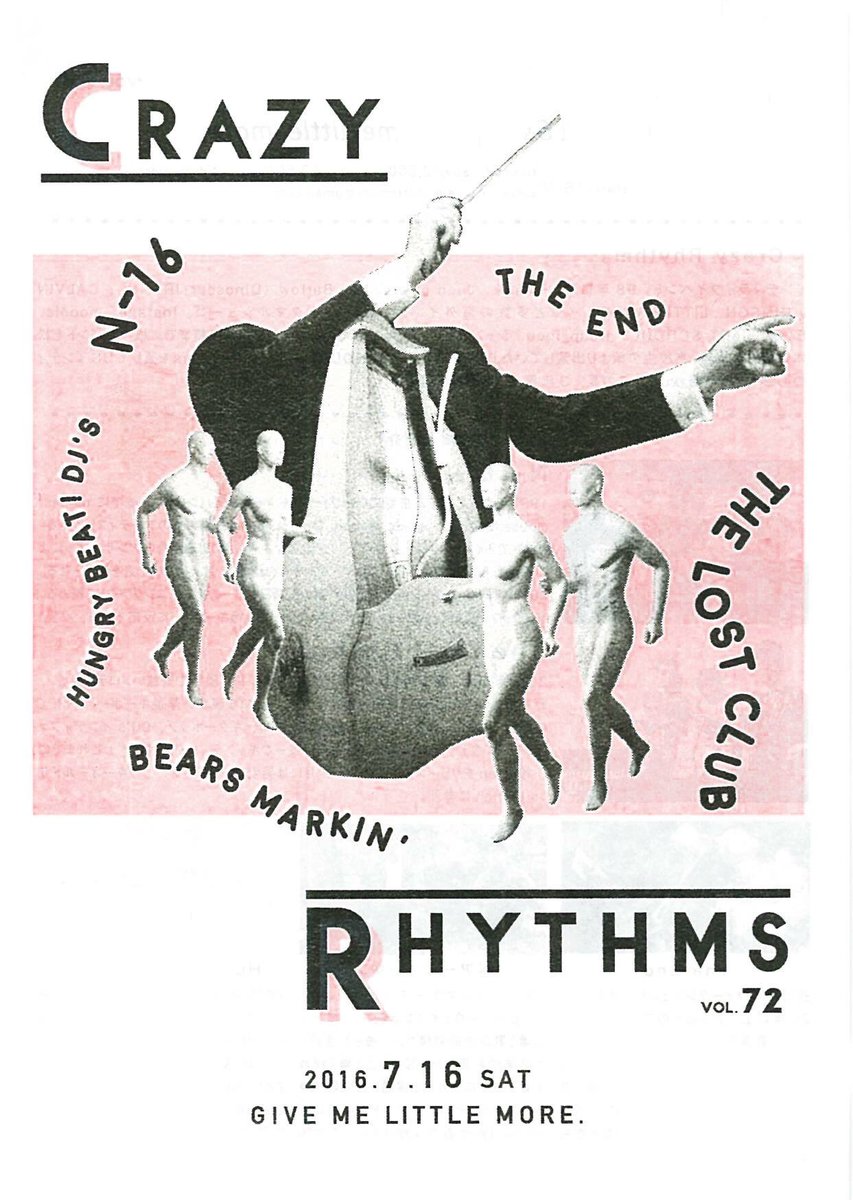 CRAZY
N-16
THE END
HUNGRY BEAT! DJ's
THE LOST CLUB
BEARS MARKIN'
RHYTHMS
VOL.72
2016.7.16 SAT
GIVE ME LITTLE MORE.